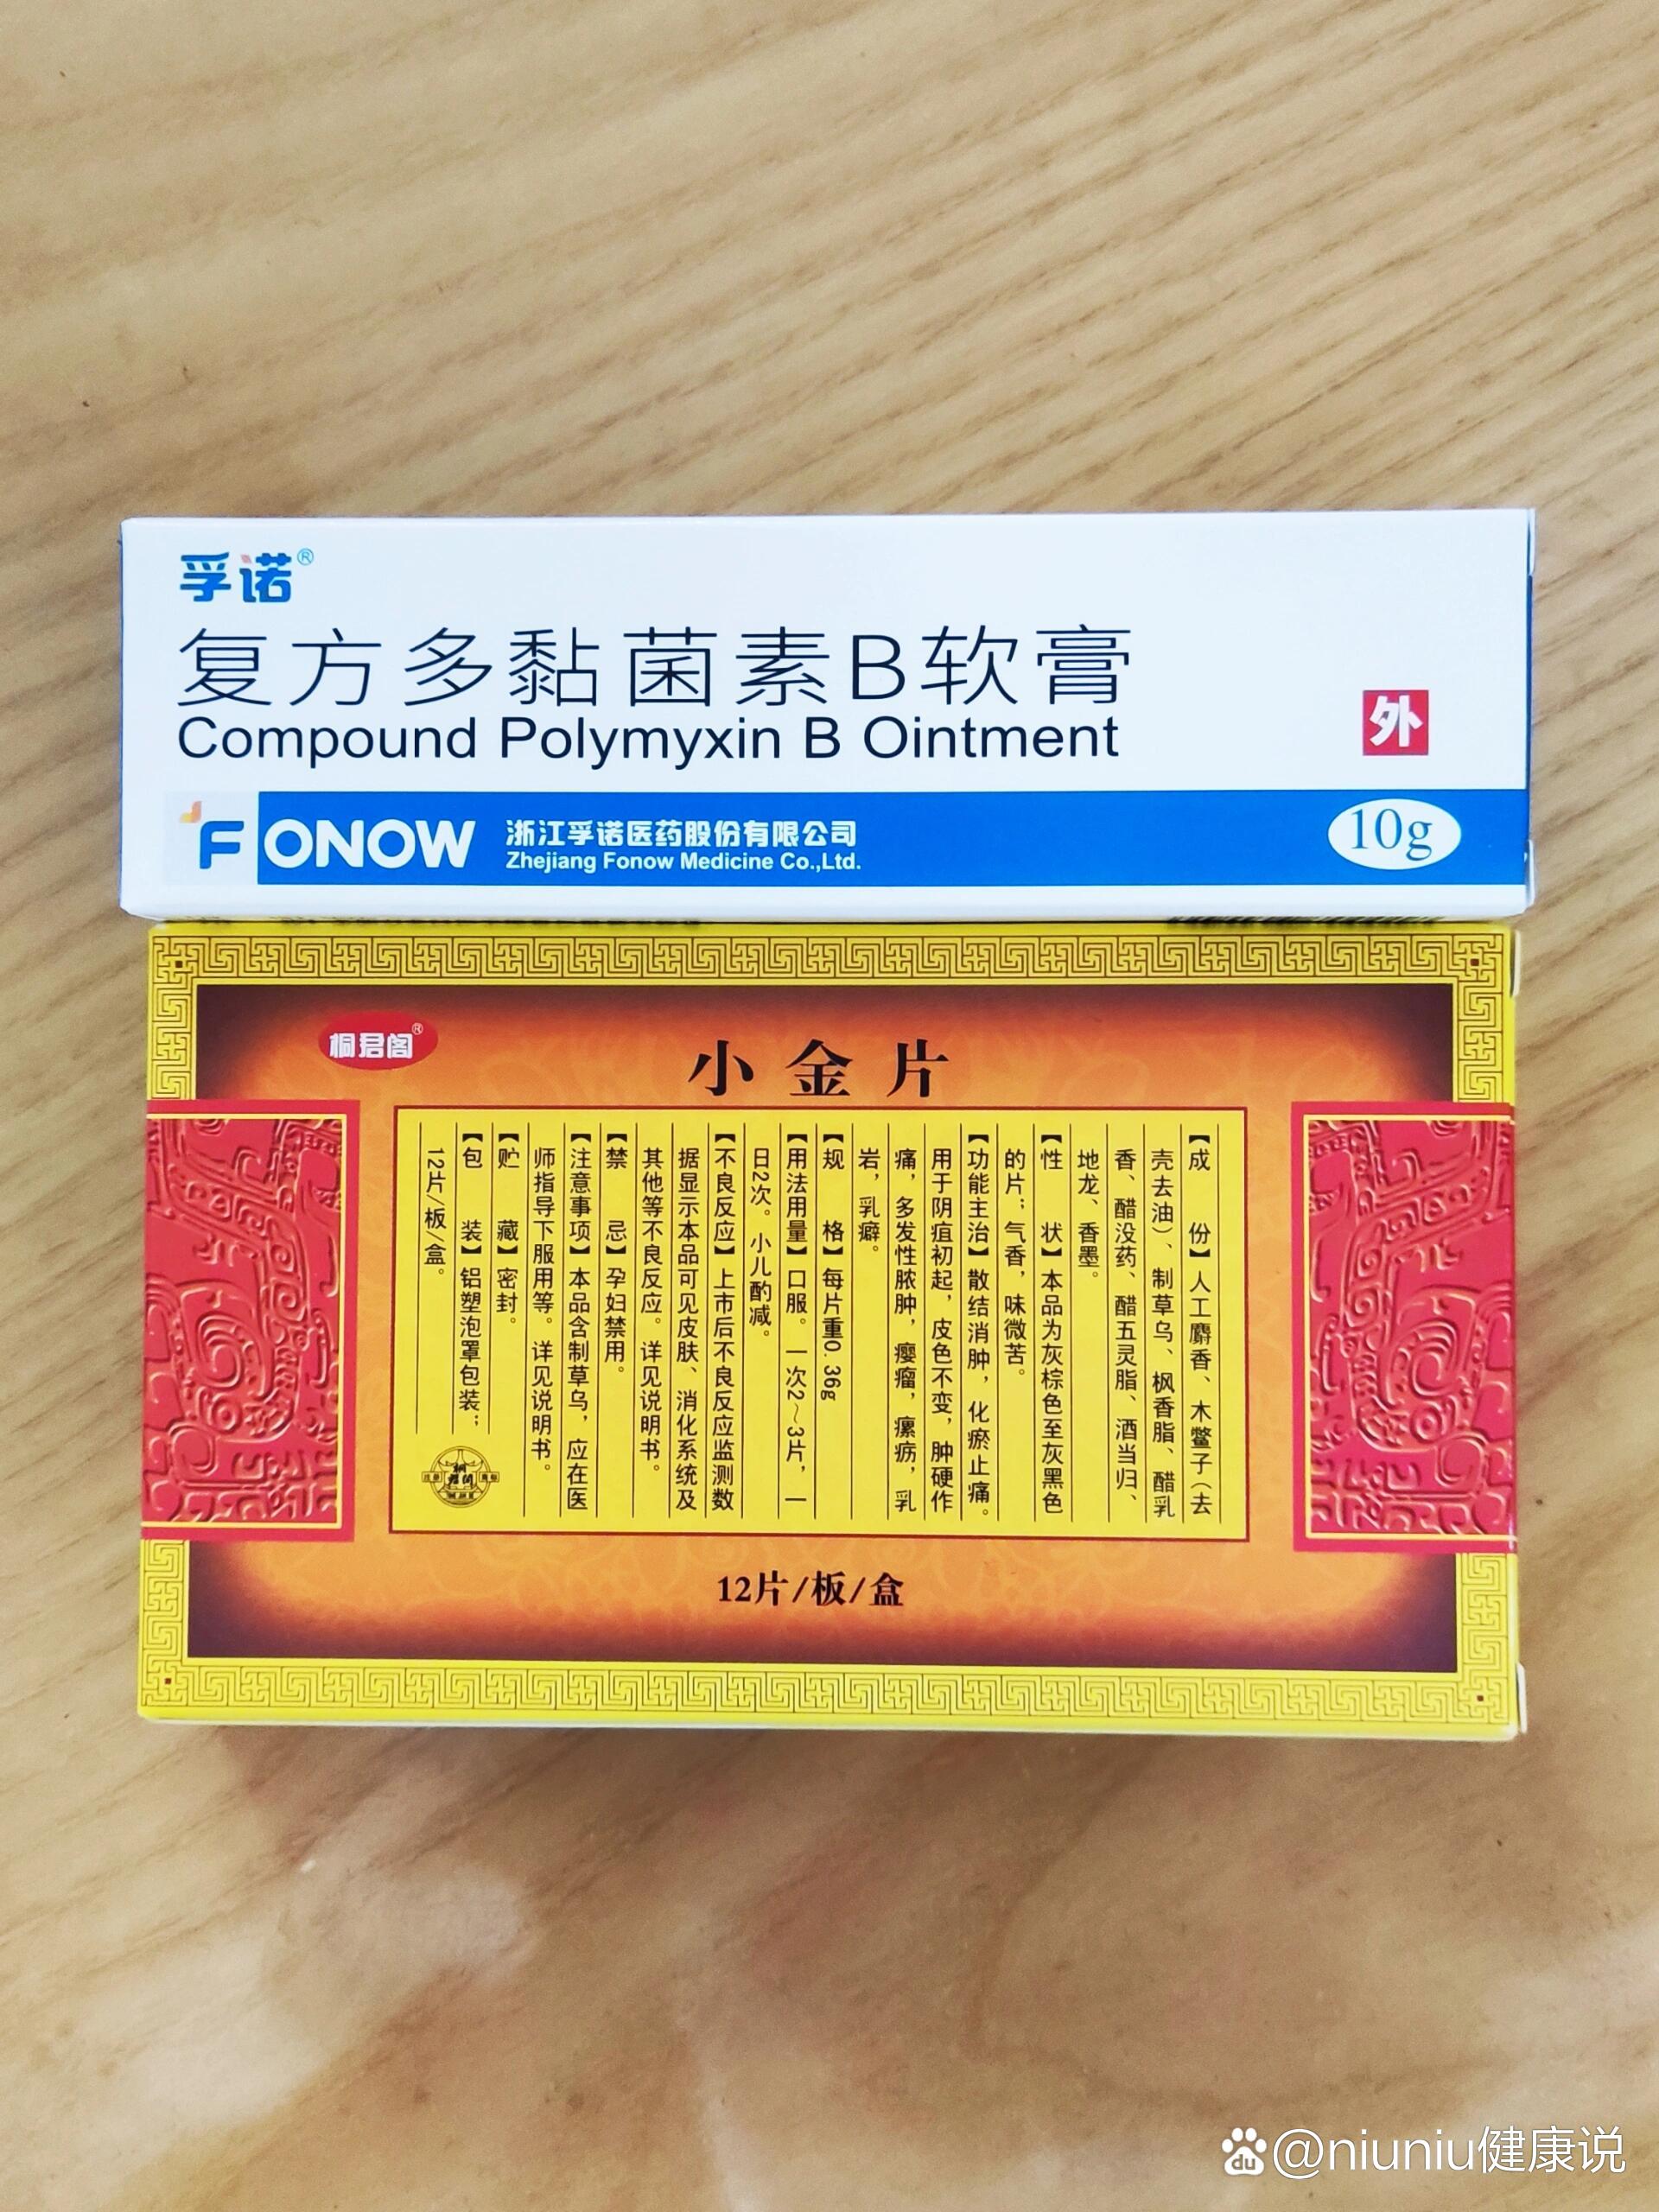 孚诺®
复方多黏菌素B软膏
Compound Polymyxin B Ointment
外
FONOW
浙江孚诺医药股份有限公司
Zhejiang Fonow Medicine Co.,Ltd.
10g
桐君阁®
小金片
【成份】人工麝香、木鳖子(去
壳去油)、制草乌、枫香脂、醋乳
香、醋没药、醋五灵脂、酒当归、
地龙、香墨。
【性状】本品为灰棕色至灰黑色
的片；气香，味微苦。
【功能主治】散结消肿，化瘀止痛。
用于阴疽初起，皮色不变，肿硬作
痛，多发性脓肿，瘿瘤，瘰疬，乳
岩，乳癖。
【规格】每片重0.36g
【用法用量】口服。一次2～3片，一
日2次。小儿酌减。
【不良反应】上市后不良反应监测数
据显示本品可见皮肤、消化系统及
其他等不良反应。详见说明书。
【禁忌】孕妇禁用。
【注意事项】本品含制草乌，应在医
师指导下服用等。详见说明书。
【贮藏】密封。
【包装】铝塑泡罩包装；
12片/板/盒。
12片/板/盒
du @niuniu健康说